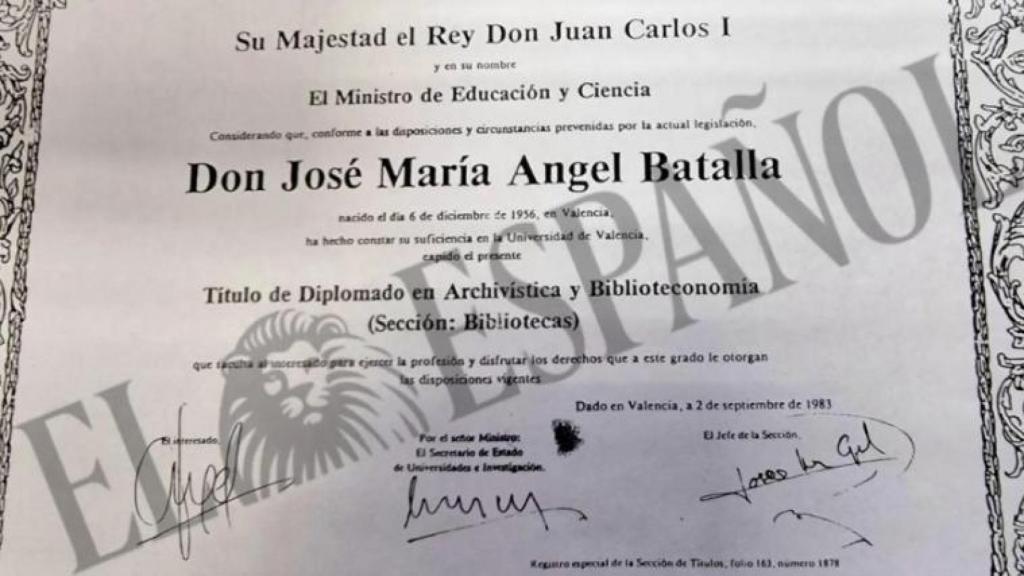 Su Majestad el Rey Don Juan Carlos I
y en su nombre
El Ministro de Educación y Ciencia
Considerando que, conforme a las disposiciones y circunstancias prevenidas por la actual legislación,
Don José María Angel Batalla
nacido el día 6 de diciembre de 1956, en Valencia,
ha hecho constar su suficiencia en la Universidad de Valencia,
expido el presente
Título de Diplomado en Archivística y Biblioteconomía
(Sección: Bibliotecas)
que faculta al interesado para ejercer la profesión y disfrutar los derechos que a este grado le otorgan
las disposiciones vigentes
Dado en Valencia, a 2 de septiembre de 1983
El interesado,
Por el señor Ministro:
El Secretario de Estado
de Universidades e Investigación,
El Jefe de la Sección,
Registro especial de la Sección de Títulos, folio 163, número 1878
EL ESPAÑOL